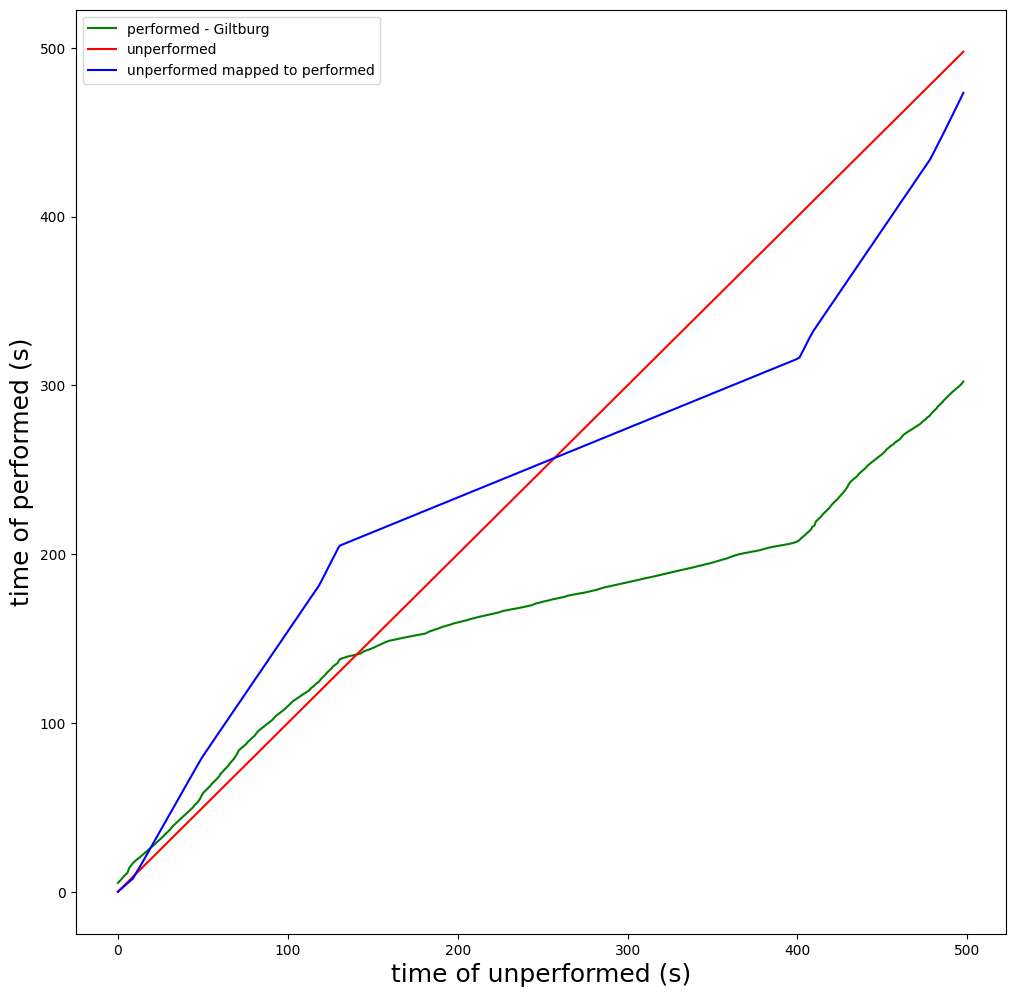 performed - Giltburg
unperformed
unperformed mapped to performed
500
400
300
200
100
0
time of performed (s)
0 100 200 300 400 500
time of unperformed (s)